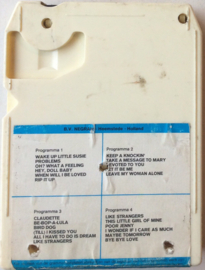 Programme 1
WAKE UP LITTLE SUSIE
PROBLEMS
OH? WHAT A FEELING
HEY, DOLL BABY
WHEN WILL I BE LOVED
RIP IT UP
Programme 2
KEEP A KNOCKIN'
TAKE A MESSAGE TO MARY
DEVOTED TO YOU
LET IT BE ME
LEAVE MY WOMAN ALONE
Programme 3
CLAUDETTE
BE-BOP-A-LULA
BIRD DOG
(TILL) I KISSED YOU
ALL I HAVE TO DO IS DREAM
LIKE STRANGERS
Programme 4
LIKE STRANGERS
THIS LITTLE GIRL OF MINE
POOR JENNY
I WONDER IF I CARE AS MUCH
MAYBE TOMORROW
BYE BYE LOVE